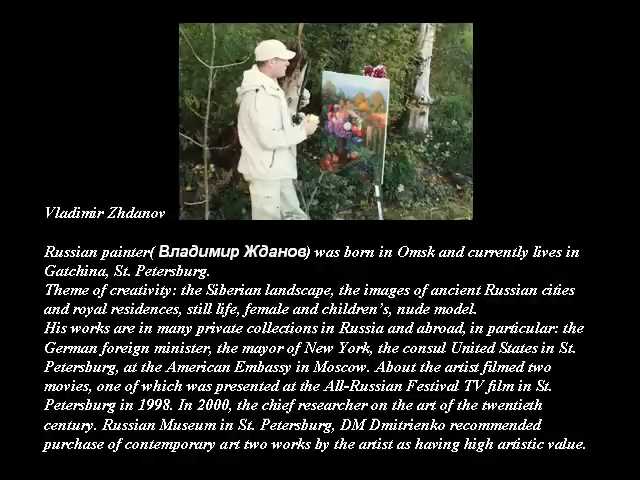 Vladimir Zhdanov
Russian painter( Владимир Жданов) was born in Omsk and currently lives in
Gatchina, St. Petersburg.
Theme of creativity: the Siberian landscape, the images of ancient Russian cities
and royal residences, still life, female and children's, nude model.
His works are in many private collections in Russia and abroad, in particular: the
German foreign minister, the mayor of New York, the consul United States in St.
Petersburg, at the American Embassy in Moscow. About the artist filmed two
movies, one of which was presented at the All-Russian Festival TV film in St.
Petersburg in 1998. In 2000, the chief researcher on the art of the twentieth
century. Russian Museum in St. Petersburg, DM Dmitrienko recommended
purchase of contemporary art two works by the artist as having high artistic value.